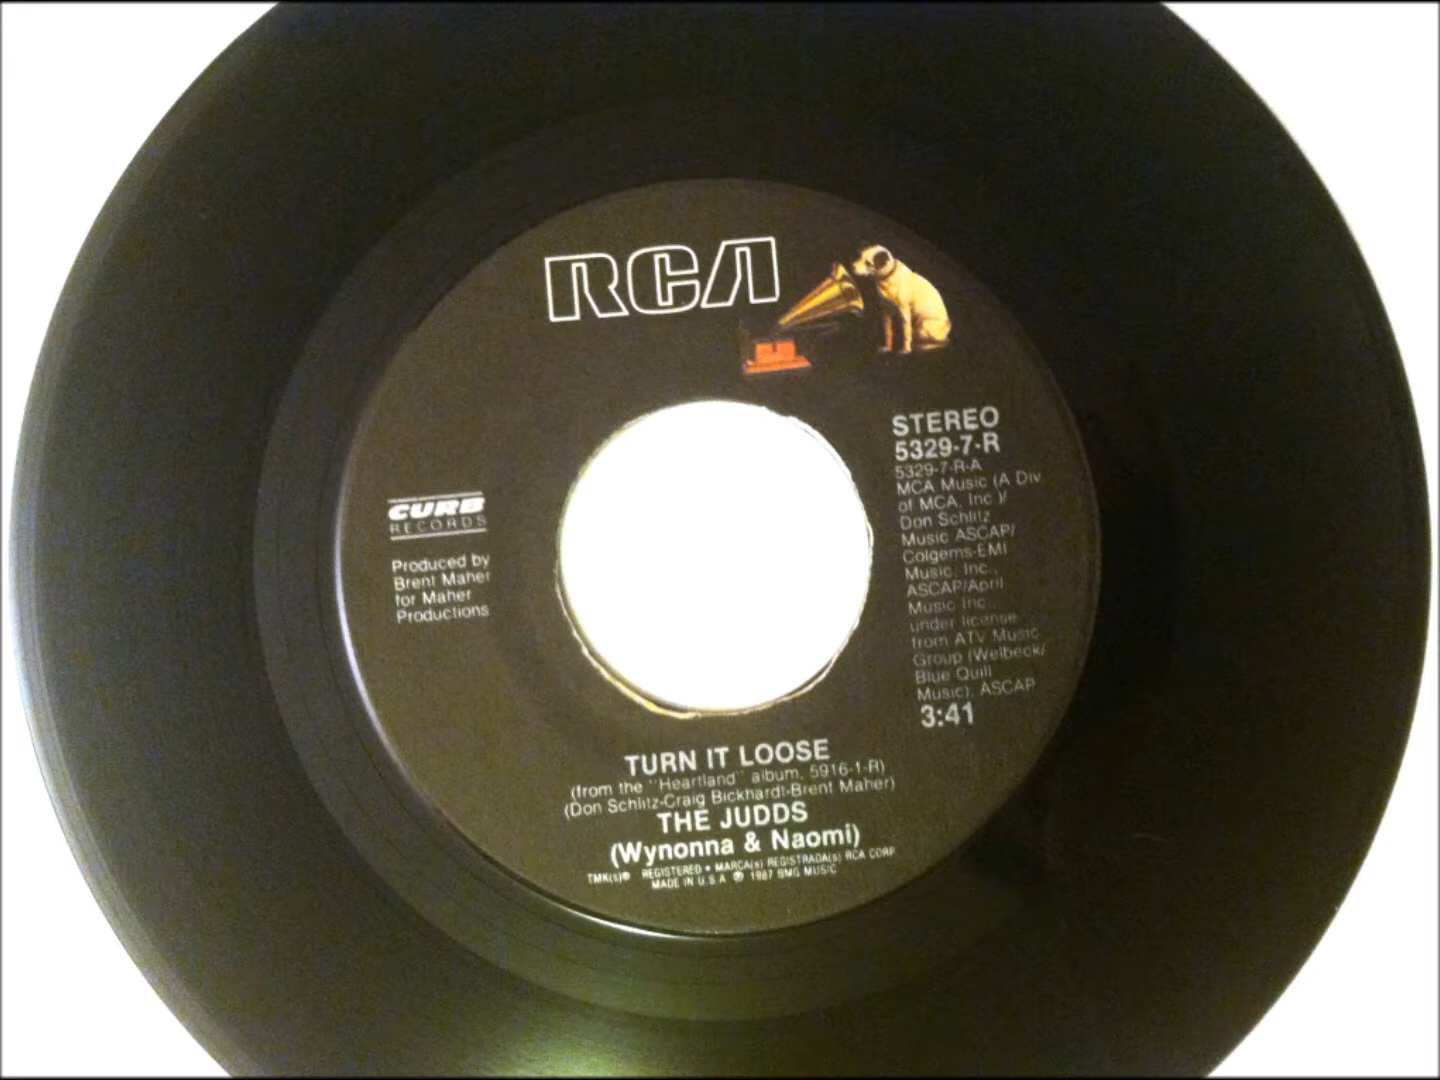 RCA
STEREO
5329-7-R
5329-7-R-A
MCA Music (A Div
of MCA, Inc.)/
Don Schlitz
Music ASCAP/
Colgems-EMI
Music, Inc.,
ASCAP/April
Music Inc.
under license
from ATV Music
Group (Welbeck/
Blue Quill
Music), ASCAP
3:41
CURB
RECORDS
Produced by
Brent Maher
for Maher
Productions
TURN IT LOOSE
(from the "Heartland" album, 5916-1-R)
(Don Schlitz-Craig Bickhardt-Brent Maher)
THE JUDDS
(Wynonna & Naomi)
TMK(s)® REGISTERED • MARCA(s) REGISTRADA(s) RCA CORP
MADE IN U.S.A ℗ 1987 BMG MUSIC